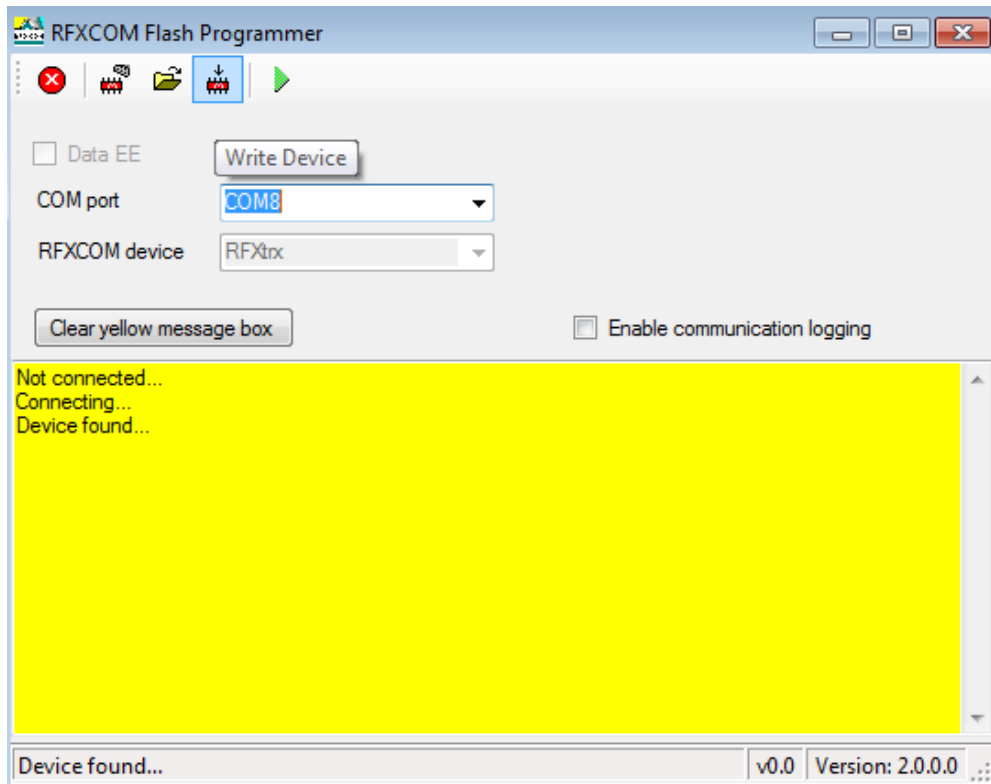 RFXCOM Flash Programmer
Data EE
Write Device
COM port
COM8
RFXCOM device
RFXtrx
Clear yellow message box
Enable communication logging
Not connected...
Connecting...
Device found...
Device found...
v0.0
Version: 2.0.0.0